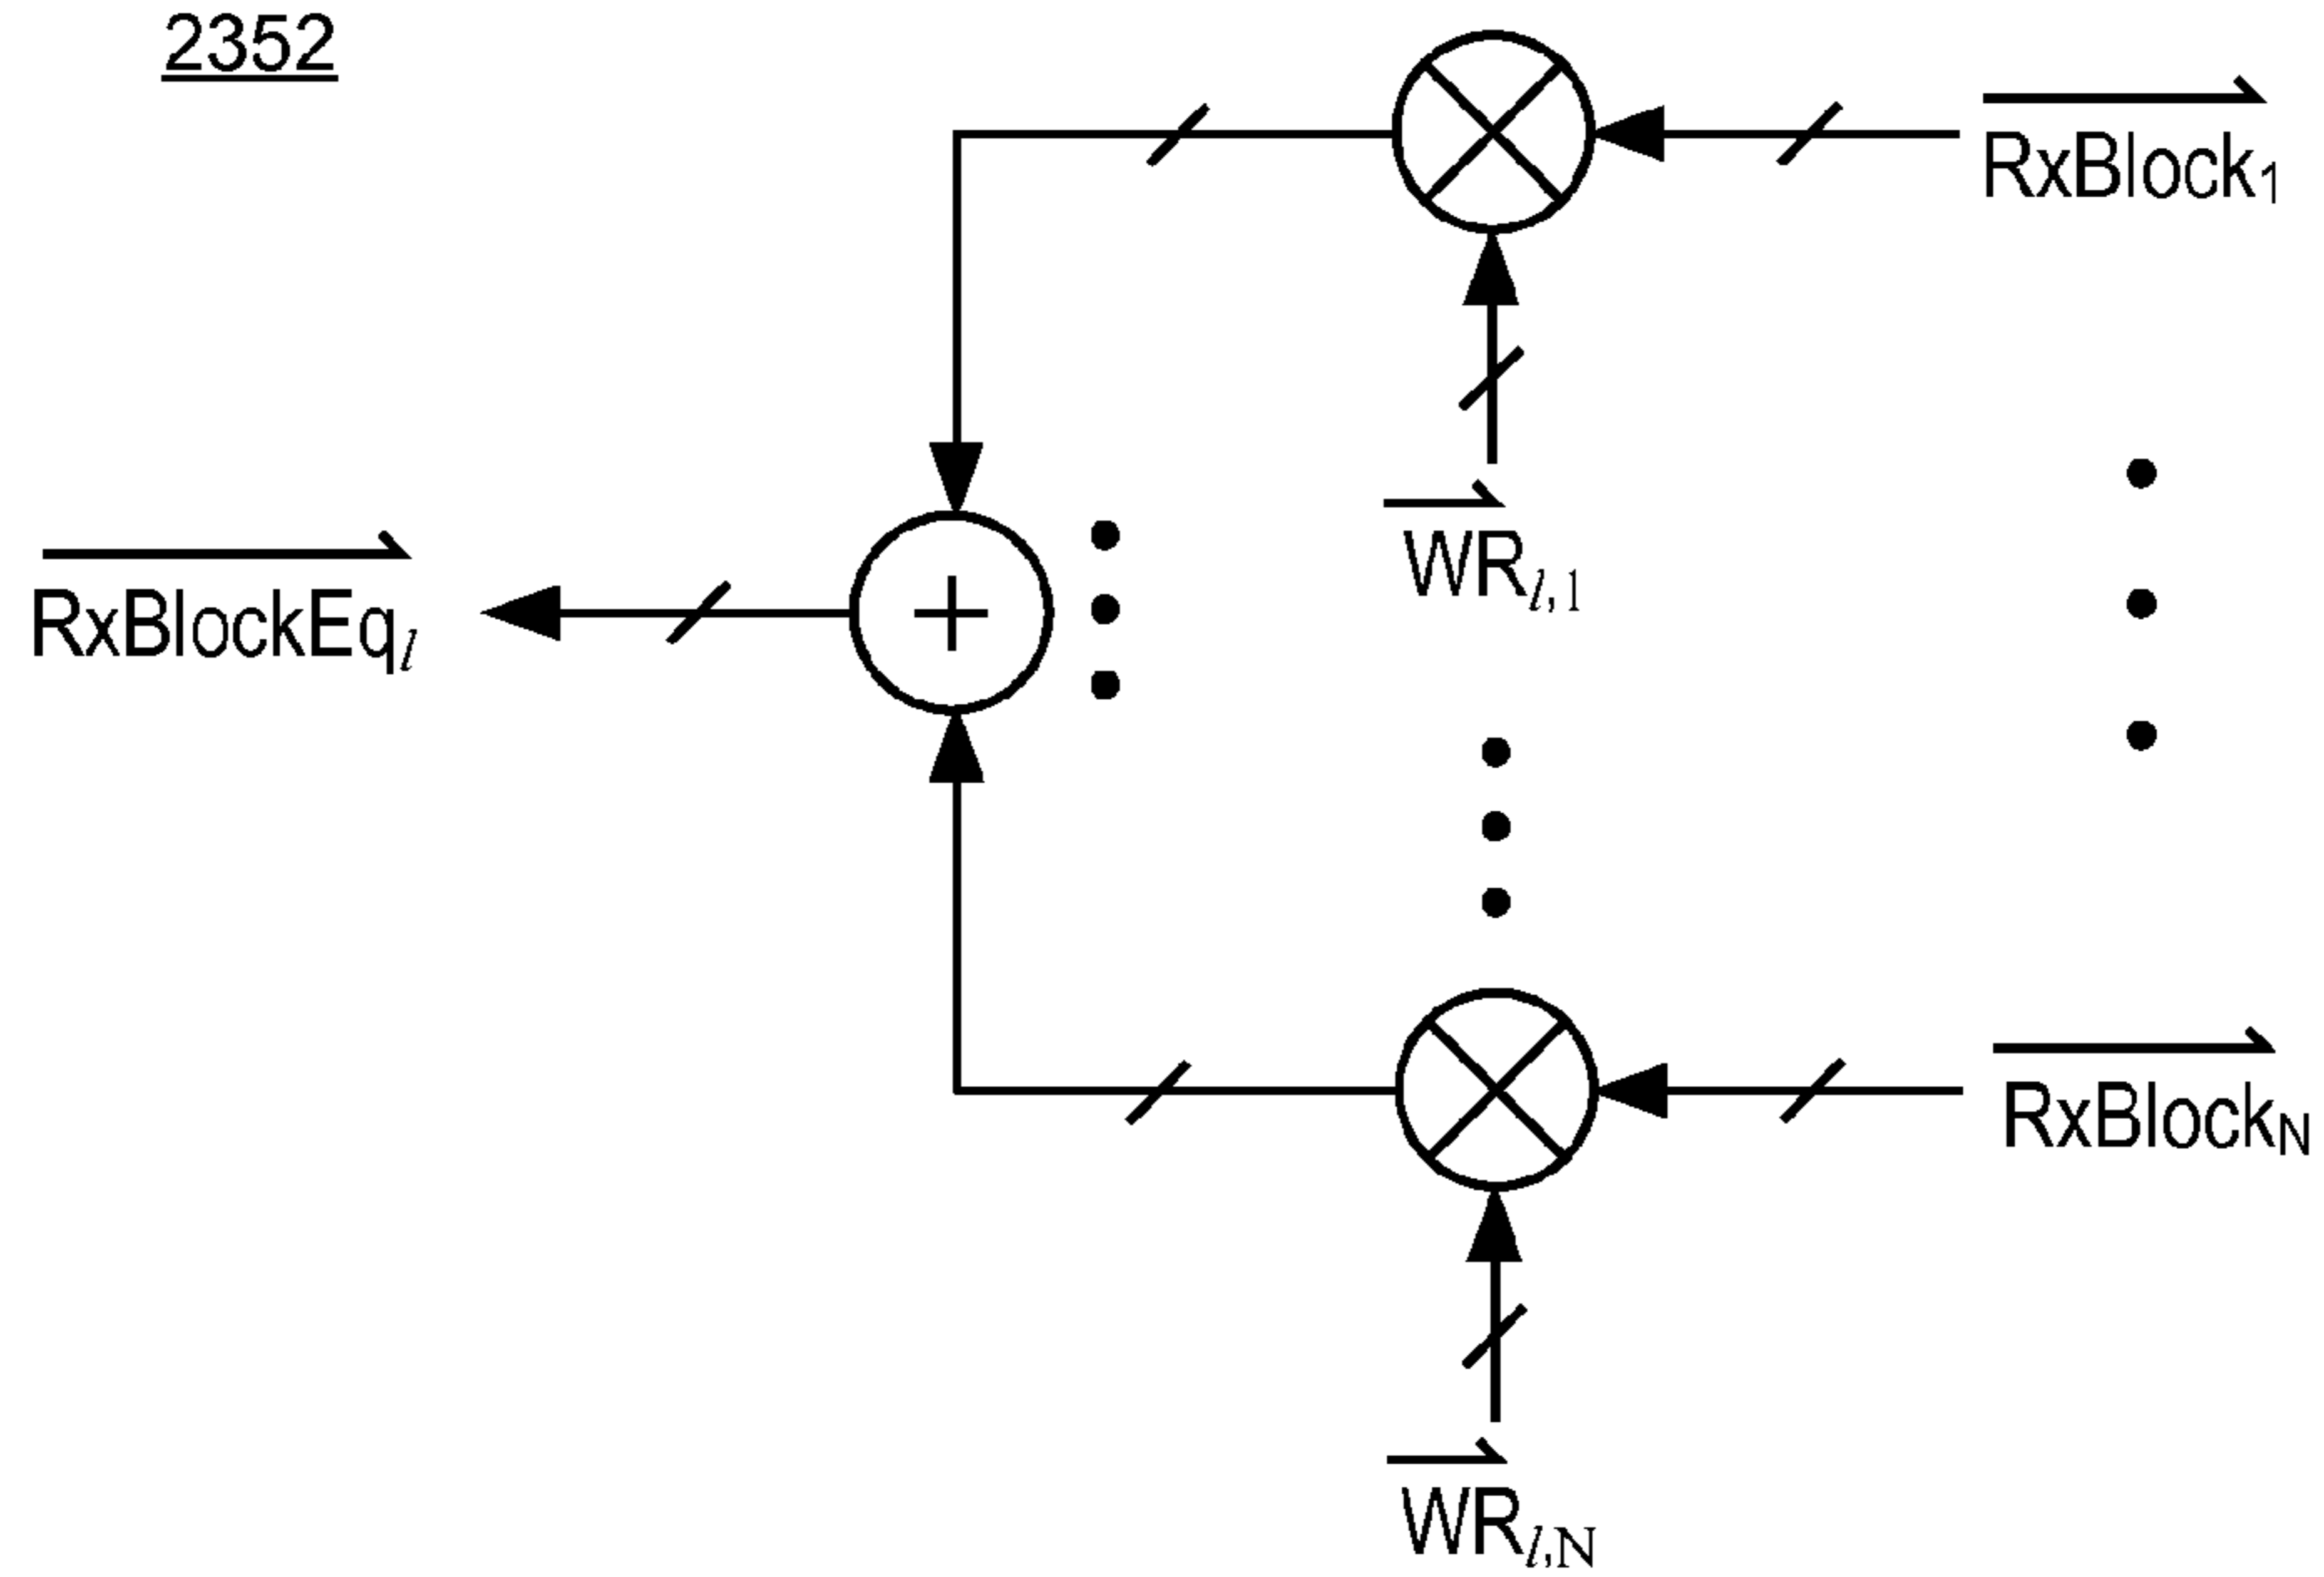 2352
RxBlock1
WRl,1
RxBlockEql
+
RxBlockN
WRl,N